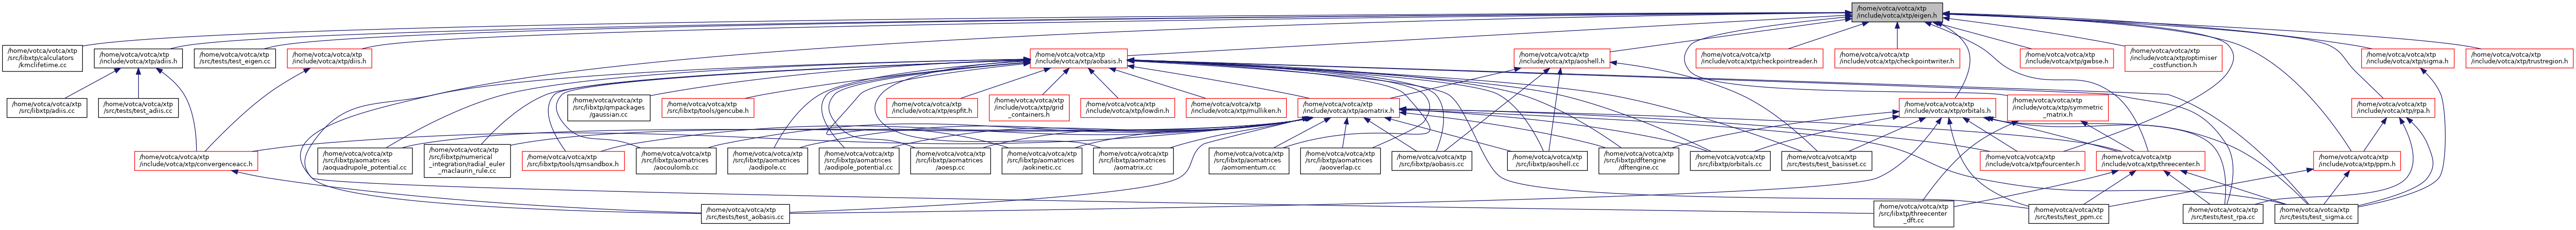 /home/votca/votca/xtp
/include/votca/xtp/eigen.h
/home/votca/votca/xtp
/src/libxtp/calculators
/kmclifetime.cc
/home/votca/votca/xtp
/include/votca/xtp/adiis.h
/home/votca/votca/xtp
/src/tests/test_eigen.cc
/home/votca/votca/xtp
/include/votca/xtp/diis.h
/home/votca/votca/xtp
/include/votca/xtp/aobasis.h
/home/votca/votca/xtp
/include/votca/xtp/aoshell.h
/home/votca/votca/xtp
/include/votca/xtp/checkpointreader.h
/home/votca/votca/xtp
/include/votca/xtp/checkpointwriter.h
/home/votca/votca/xtp
/include/votca/xtp/gwbse.h
/home/votca/votca/xtp
/include/votca/xtp/optimiser
_costfunction.h
/home/votca/votca/xtp
/include/votca/xtp/sigma.h
/home/votca/votca/xtp
/include/votca/xtp/trustregion.h
/home/votca/votca/xtp
/src/libxtp/adiis.cc
/home/votca/votca/xtp
/src/tests/test_adiis.cc
/home/votca/votca/xtp
/src/libxtp/qmpackages
/gaussian.cc
/home/votca/votca/xtp
/src/libxtp/tools/gencube.h
/home/votca/votca/xtp
/include/votca/xtp/espfit.h
/home/votca/votca/xtp
/include/votca/xtp/grid
_containers.h
/home/votca/votca/xtp
/include/votca/xtp/lowdin.h
/home/votca/votca/xtp
/include/votca/xtp/mulliken.h
/home/votca/votca/xtp
/include/votca/xtp/aomatrix.h
/home/votca/votca/xtp
/include/votca/xtp/orbitals.h
/home/votca/votca/xtp
/include/votca/xtp/symmetric
_matrix.h
/home/votca/votca/xtp
/include/votca/xtp/rpa.h
/home/votca/votca/xtp
/include/votca/xtp/convergenceacc.h
/home/votca/votca/xtp
/src/libxtp/aomatrices
/aoquadrupole_potential.cc
/home/votca/votca/xtp
/src/libxtp/numerical
_integration/radial_euler
_maclaurin_rule.cc
/home/votca/votca/xtp
/src/libxtp/tools/qmsandbox.h
/home/votca/votca/xtp
/src/libxtp/aomatrices
/aocoulomb.cc
/home/votca/votca/xtp
/src/libxtp/aomatrices
/aodipole.cc
/home/votca/votca/xtp
/src/libxtp/aomatrices
/aodipole_potential.cc
/home/votca/votca/xtp
/src/libxtp/aomatrices
/aoesp.cc
/home/votca/votca/xtp
/src/libxtp/aomatrices
/aokinetic.cc
/home/votca/votca/xtp
/src/libxtp/aomatrices
/aomatrix.cc
/home/votca/votca/xtp
/src/libxtp/aomatrices
/aomomentum.cc
/home/votca/votca/xtp
/src/libxtp/aomatrices
/aooverlap.cc
/home/votca/votca/xtp
/src/libxtp/aobasis.cc
/home/votca/votca/xtp
/src/libxtp/aoshell.cc
/home/votca/votca/xtp
/src/libxtp/dftengine
/dftengine.cc
/home/votca/votca/xtp
/src/libxtp/orbitals.cc
/home/votca/votca/xtp
/src/tests/test_basisset.cc
/home/votca/votca/xtp
/include/votca/xtp/fourcenter.h
/home/votca/votca/xtp
/include/votca/xtp/threecenter.h
/home/votca/votca/xtp
/include/votca/xtp/ppm.h
/home/votca/votca/xtp
/src/tests/test_aobasis.cc
/home/votca/votca/xtp
/src/libxtp/threecenter
_dft.cc
/home/votca/votca/xtp
/src/tests/test_ppm.cc
/home/votca/votca/xtp
/src/tests/test_rpa.cc
/home/votca/votca/xtp
/src/tests/test_sigma.cc